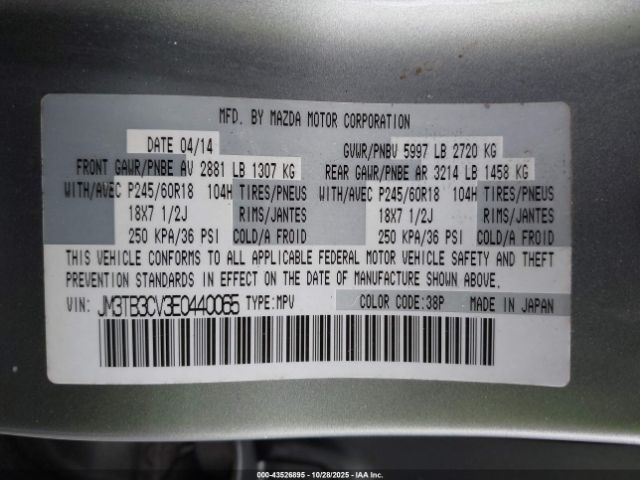 MFD. BY MAZDA MOTOR CORPORATION
DATE 04/14 GVWR/PNBV 5997 LB 2720 KG
FRONT GAWR/PNBE AV 2881 LB 1307 KG REAR GAWR/PNBE AR 3214 LB 1458 KG
WITH/AVEC P245/60R18 104H TIRES/PNEUS WITH/AVEC P245/60R18 104H TIRES/PNEUS
18X7 1/2J RIMS/JANTES 18X7 1/2J RIMS/JANTES
250 KPA/36 PSI COLD/A FROID 250 KPA/36 PSI COLD/A FROID
THIS VEHICLE CONFORMS TO ALL APPLICABLE FEDERAL MOTOR VEHICLE SAFETY AND THEFT
PREVENTION STANDARDS IN EFFECT ON THE DATE OF MANUFACTURE SHOWN ABOVE.
VIN: JM3TB3CV3E0440085 TYPE:MPV COLOR CODE:38P MADE IN JAPAN
000-43526895 - 10/28/2025 - IAA Inc.